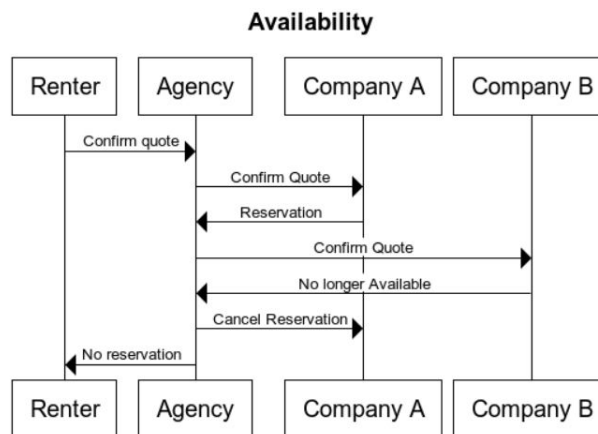 Availability
Renter Agency Company A Company B
Confirm quote
Confirm Quote
Reservation
Confirm Quote
No longer Available
Cancel Reservation
No reservation
Renter Agency Company A Company B